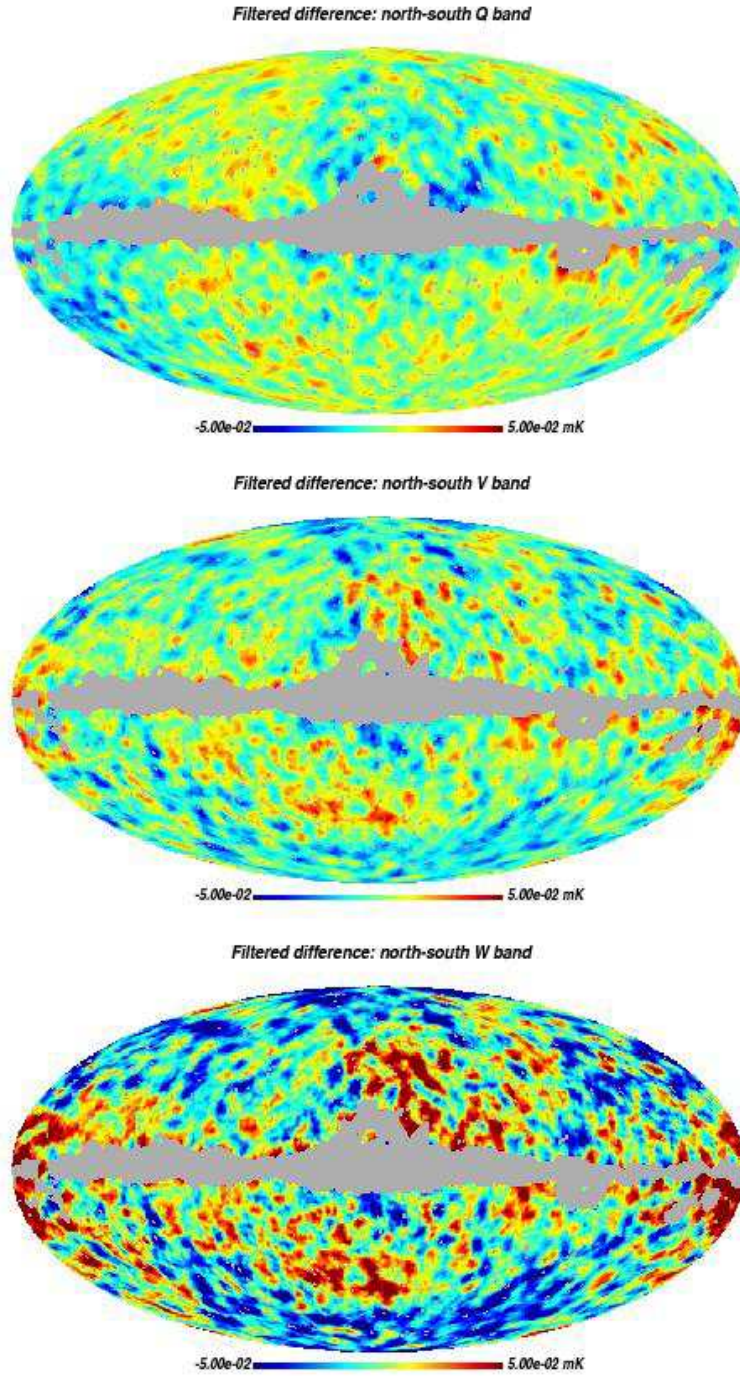 Filtered difference: north-south Q band
-5.00e-02 5.00e-02 mK
Filtered difference: north-south V band
-5.00e-02 5.00e-02 mK
Filtered difference: north-south W band
-5.00e-02 5.00e-02 mK